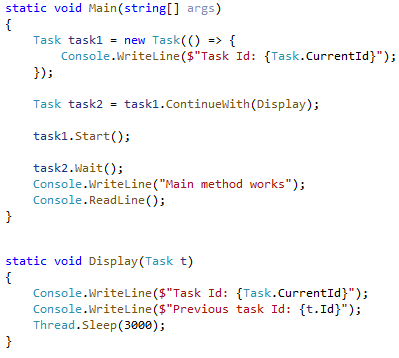 static void Main(string[] args)
{
    Task task1 = new Task(() => {
        Console.WriteLine($"Task Id: {Task.CurrentId}");
    });

    Task task2 = task1.ContinueWith(Display);

    task1.Start();

    task2.Wait();
    Console.WriteLine("Main method works");
    Console.ReadLine();
}

static void Display(Task t)
{
    Console.WriteLine($"Task Id: {Task.CurrentId}");
    Console.WriteLine($"Previous task Id: {t.Id}");
    Thread.Sleep(3000);
}